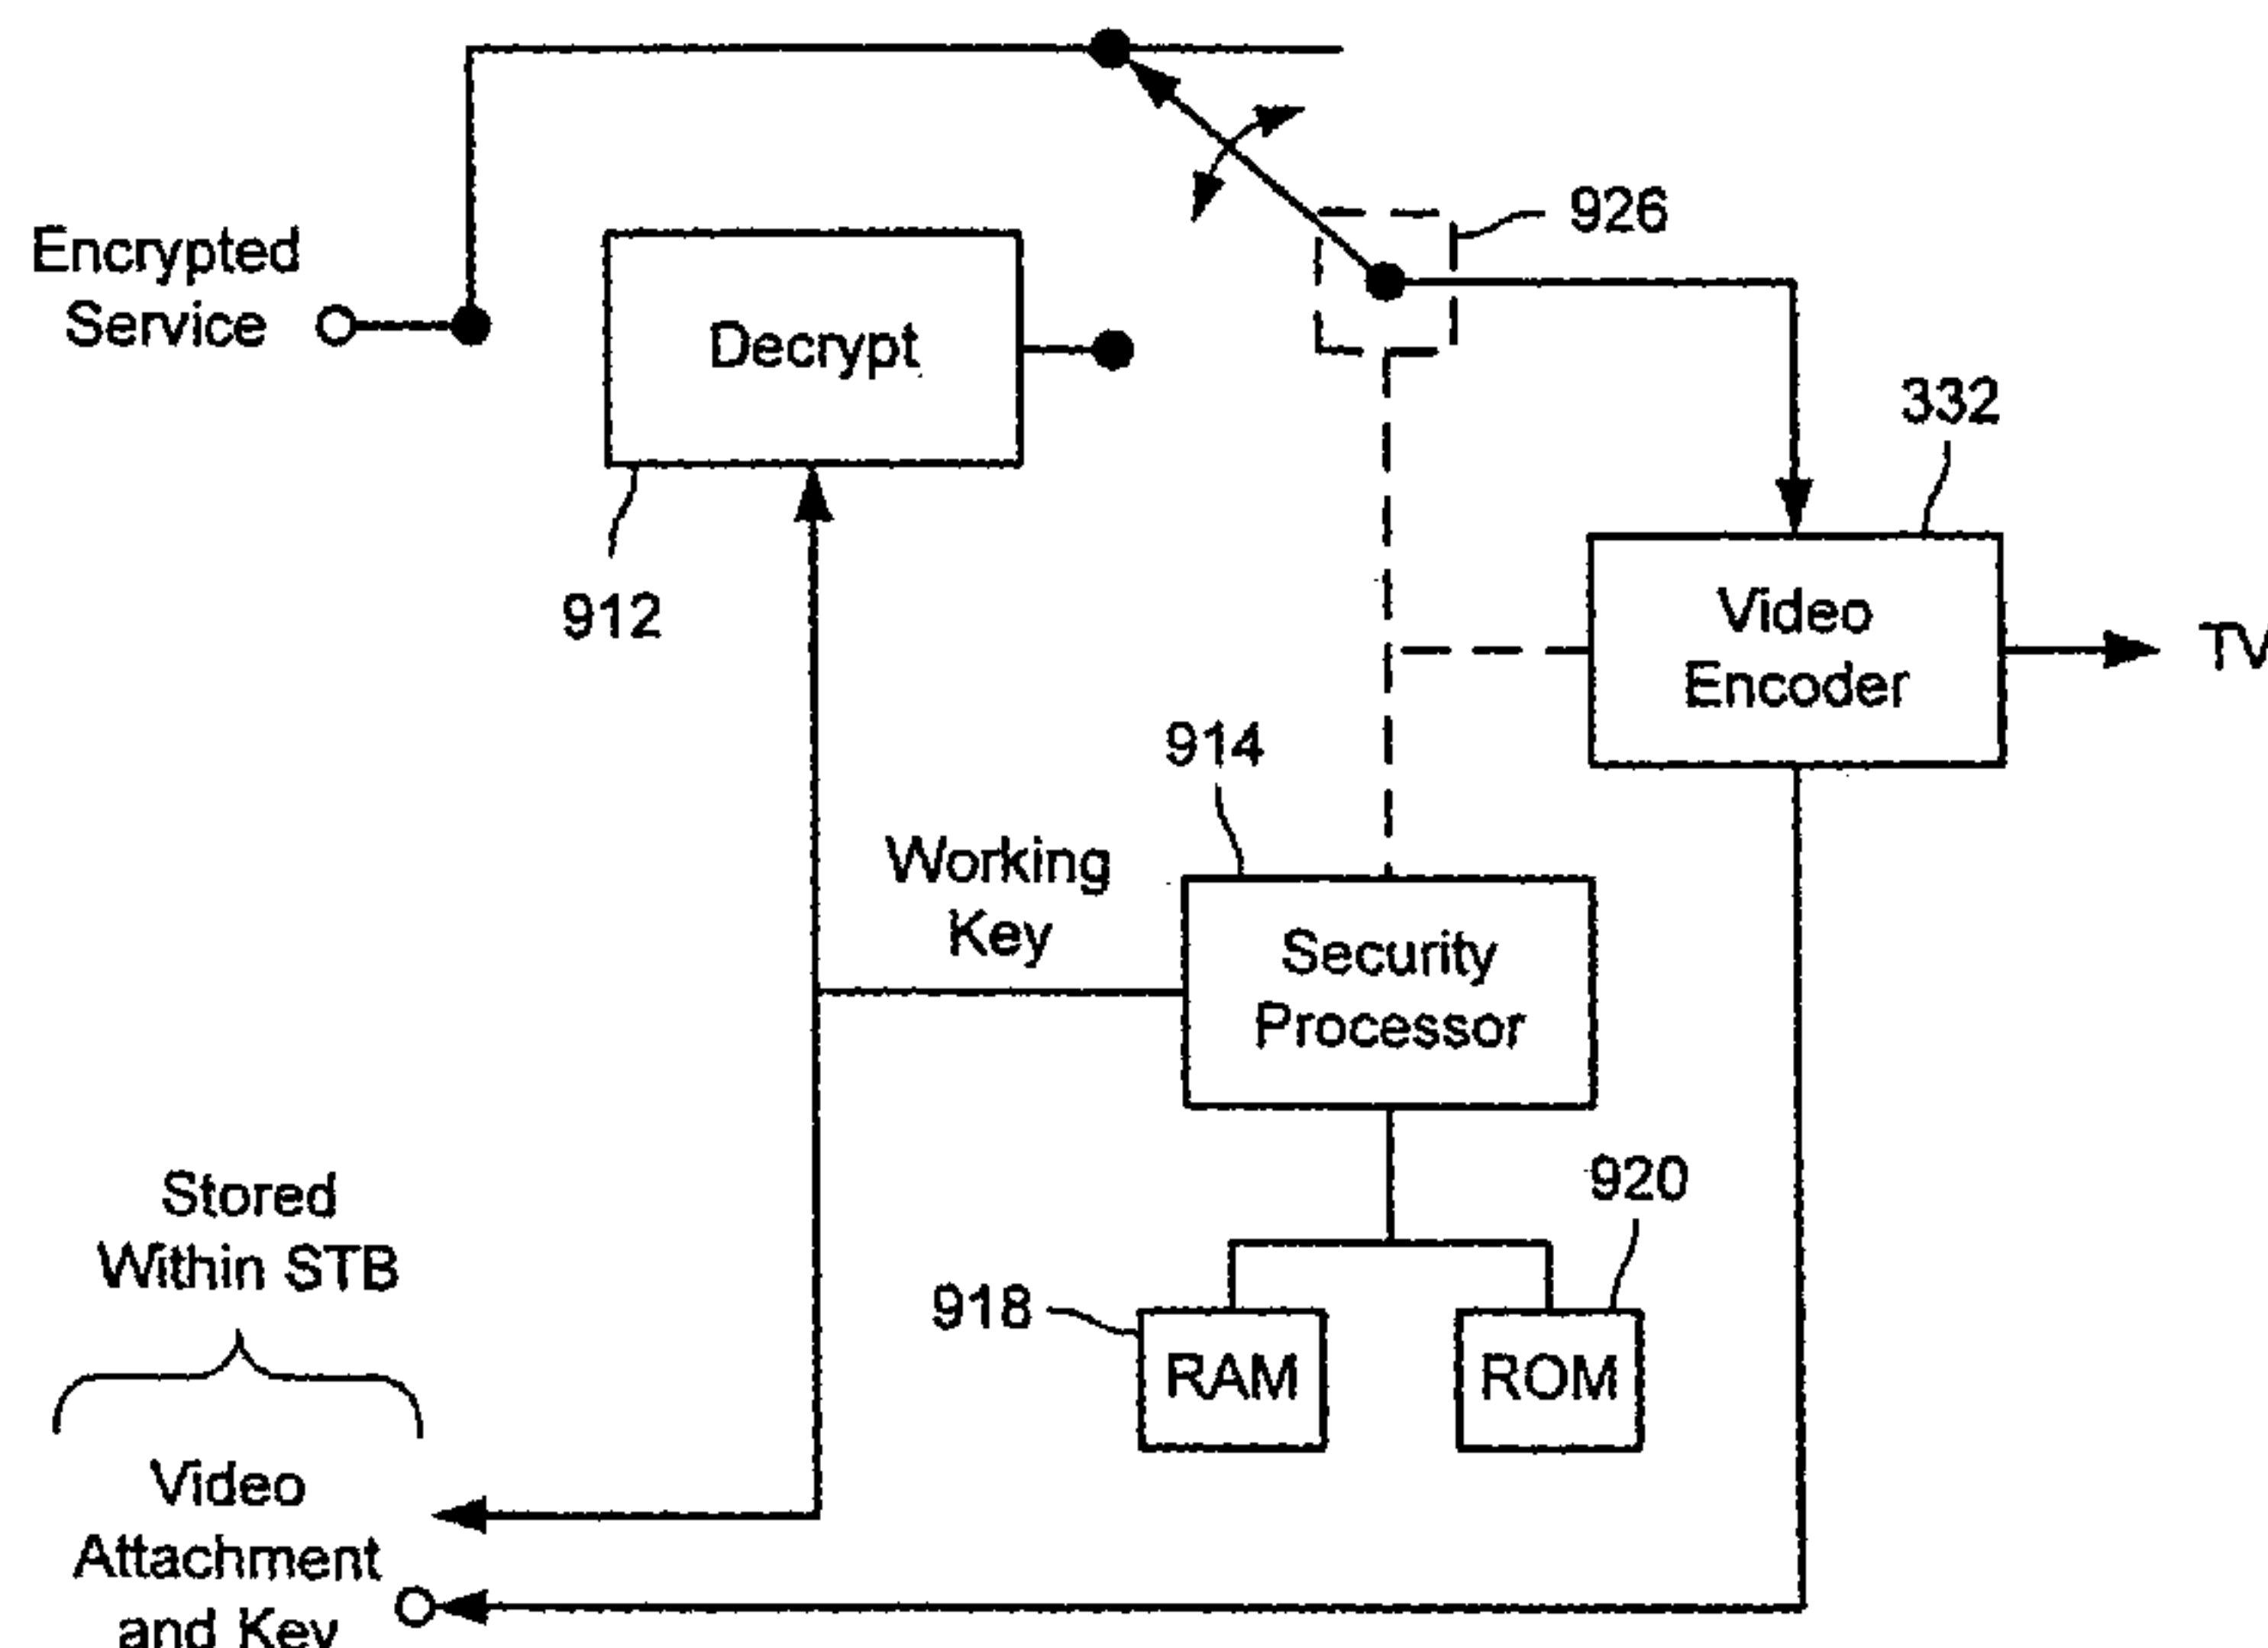 926
Encrypted
Service
Decrypt
332
912
Video
Encoder
TV
914
Working
Key
Security
Processor
Stored
Within STB
920
918
RAM
ROM
Video
Attachment
and Key